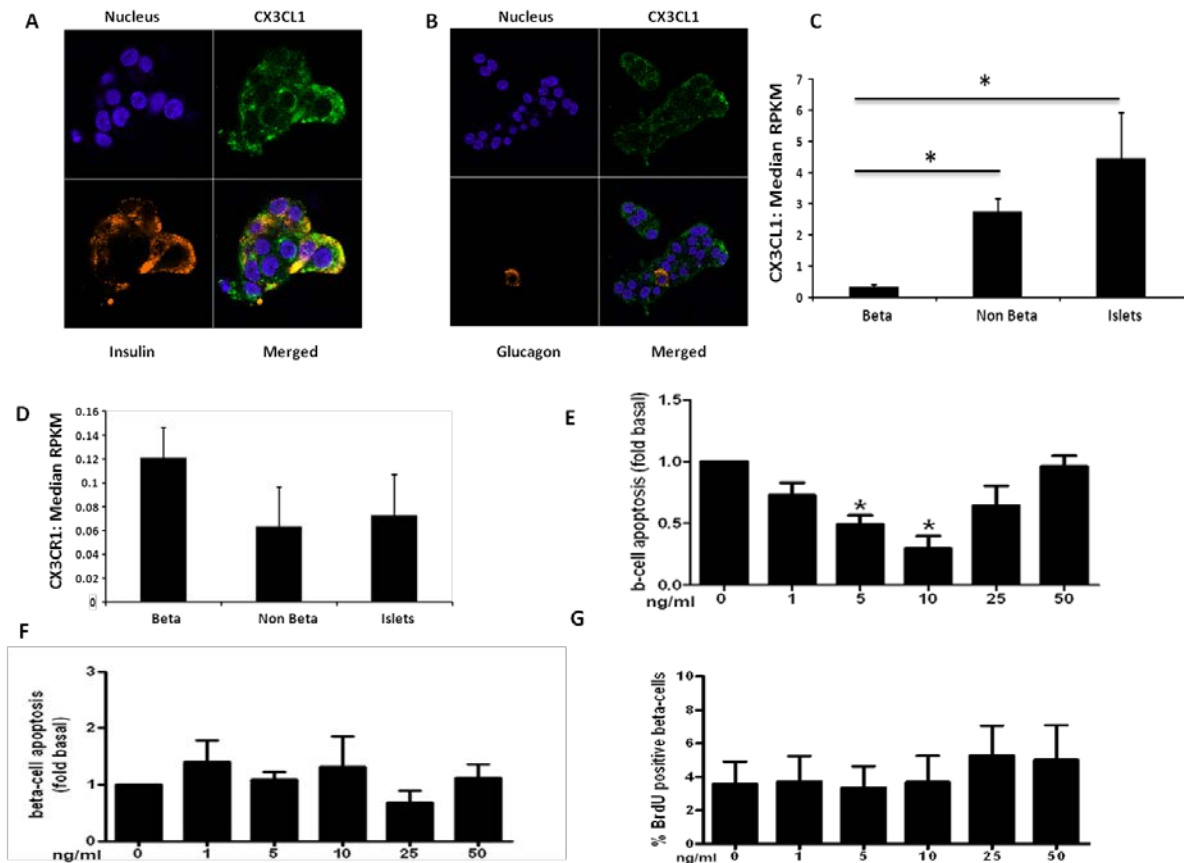 A
Nucleus CX3CL1
Insulin Merged
B
Nucleus CX3CL1
Glucagon Merged
C
CX3CL1: Median RPKM
7
6
5
4
3
2
1
0
*
*
Beta Non Beta Islets
D
CX3CR1: Median RPKM
0.16
0.14
0.12
0.10
0.08
0.06
0.04
0.02
0
Beta Non Beta Islets
E
b-cell apoptosis (fold basal)
1.5
1.0
0.5
0.0
* *
ng/ml 0 1 5 10 25 50
F
beta-cell apoptosis
(fold basal)
3
2
1
0
ng/ml 0 1 5 10 25 50
G
% BrdU positive beta-cells
10
8
6
4
2
0
ng/ml 0 1 5 10 25 50